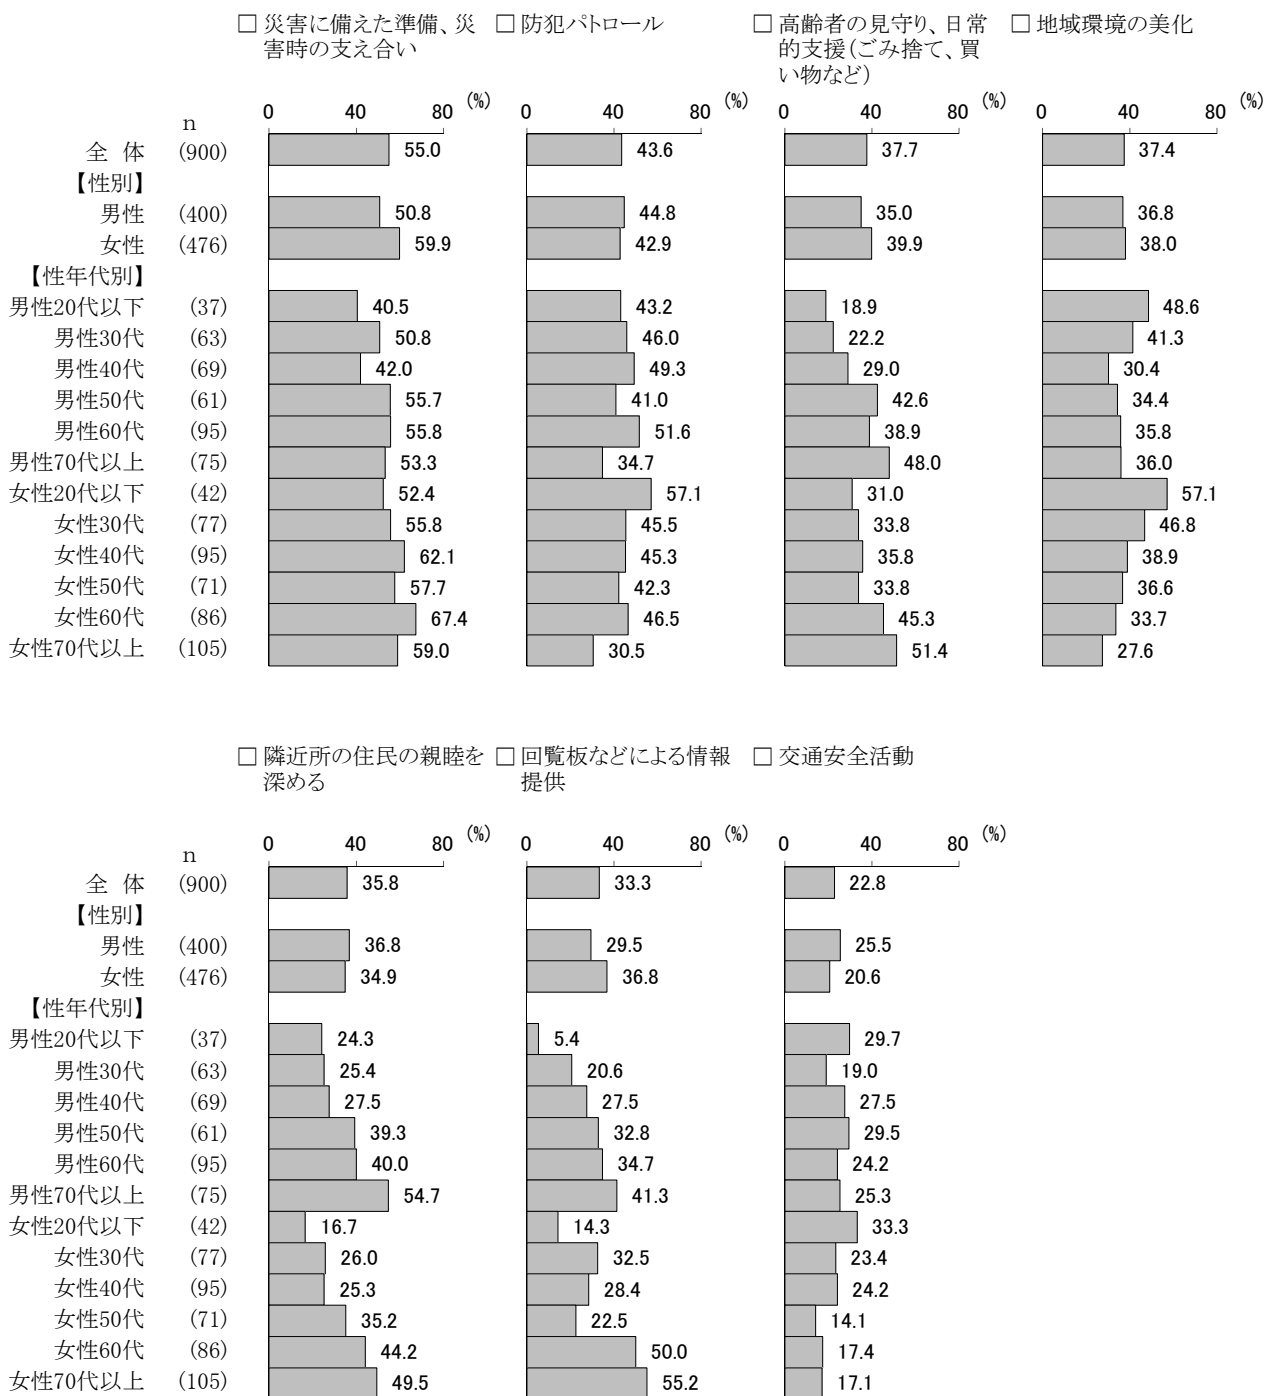 □ 災害に備えた準備、災 □ 防犯パトロール □ 高齢者の見守り、日常 □ 地域環境の美化
害時の支え合い 的支援(ごみ捨て、買
い物など)
0 40 80 (%) 0 40 80 (%) 0 40 80 (%) 0 40 80 (%)
n
全 体 (900) 55.0 43.6 37.7 37.4
【性別】
男性 (400) 50.8 44.8 35.0 36.8
女性 (476) 59.9 42.9 39.9 38.0
【性年代別】
男性20代以下 (37) 40.5 43.2 18.9 48.6
男性30代 (63) 50.8 46.0 22.2 41.3
男性40代 (69) 42.0 49.3 29.0 30.4
男性50代 (61) 55.7 41.0 42.6 34.4
男性60代 (95) 55.8 51.6 38.9 35.8
男性70代以上 (75) 53.3 34.7 48.0 36.0
女性20代以下 (42) 52.4 57.1 31.0 57.1
女性30代 (77) 55.8 45.5 33.8 46.8
女性40代 (95) 62.1 45.3 35.8 38.9
女性50代 (71) 57.7 42.3 33.8 36.6
女性60代 (86) 67.4 46.5 45.3 33.7
女性70代以上 (105) 59.0 30.5 51.4 27.6
□ 隣近所の住民の親睦を □ 回覧板などによる情報 □ 交通安全活動
深める 提供
0 40 80 (%) 0 40 80 (%) 0 40 80 (%)
n
全 体 (900) 35.8 33.3 22.8
【性別】
男性 (400) 36.8 29.5 25.5
女性 (476) 34.9 36.8 20.6
【性年代別】
男性20代以下 (37) 24.3 5.4 29.7
男性30代 (63) 25.4 20.6 19.0
男性40代 (69) 27.5 27.5 27.5
男性50代 (61) 39.3 32.8 29.5
男性60代 (95) 40.0 34.7 24.2
男性70代以上 (75) 54.7 41.3 25.3
女性20代以下 (42) 16.7 14.3 33.3
女性30代 (77) 26.0 32.5 23.4
女性40代 (95) 25.3 28.4 24.2
女性50代 (71) 35.2 22.5 14.1
女性60代 (86) 44.2 50.0 17.4
女性70代以上 (105) 49.5 55.2 17.1